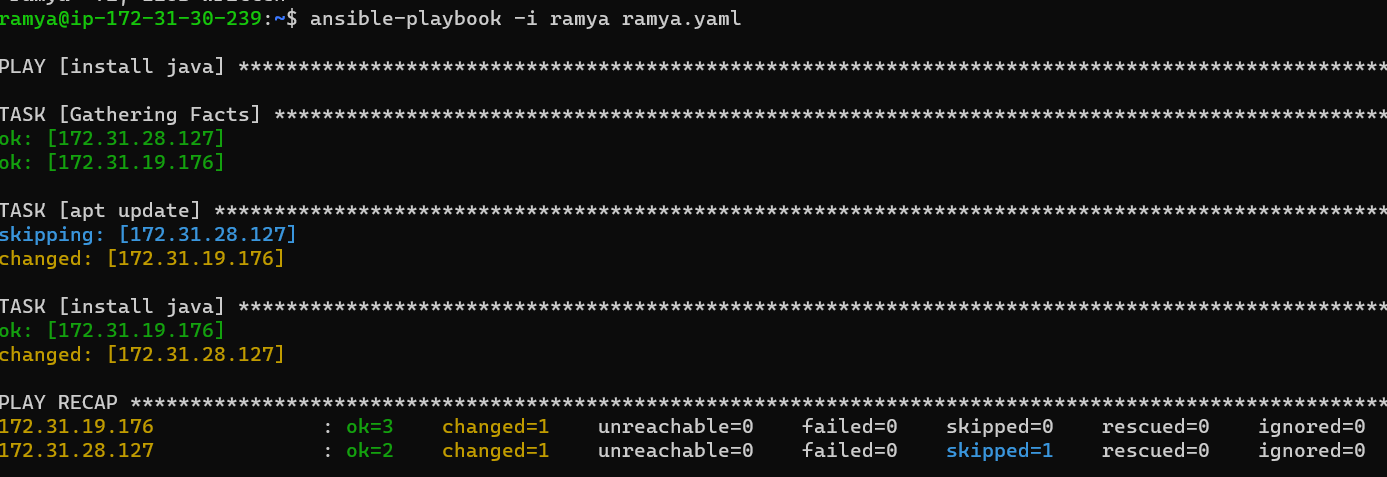 ramya@ip-172-31-30-239:~$ ansible-playbook -i ramya ramya.yaml
PLAY [install java] ************************************************************************************************
TASK [Gathering Facts] *********************************************************************************************
ok: [172.31.28.127]
ok: [172.31.19.176]
TASK [apt update] **************************************************************************************************
skipping: [172.31.28.127]
changed: [172.31.19.176]
TASK [install java] ************************************************************************************************
ok: [172.31.19.176]
changed: [172.31.28.127]
PLAY RECAP *********************************************************************************************************
172.31.19.176 : ok=3 changed=1 unreachable=0 failed=0 skipped=0 rescued=0 ignored=0
172.31.28.127 : ok=2 changed=1 unreachable=0 failed=0 skipped=1 rescued=0 ignored=0